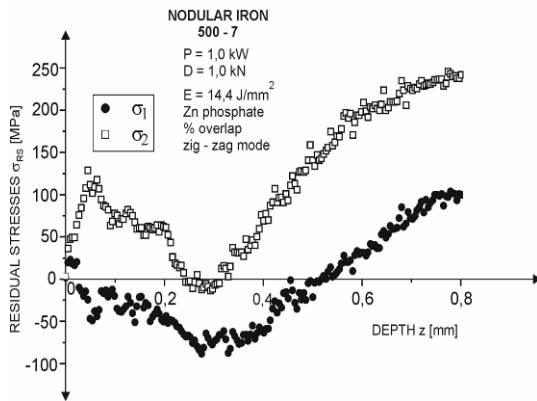 NODULAR IRON
500 - 7
P = 1,0 kW
D = 1,0 kN
E = 14,4 J/mm²
Zn phosphate
% overlap
zig - zag mode
σ1
σ2
RESIDUAL STRESSES σRS [MPa]
250
200
150
100
50
0
-50
-100
0
0,2
0,4
0,6
0,8
DEPTH z [mm]